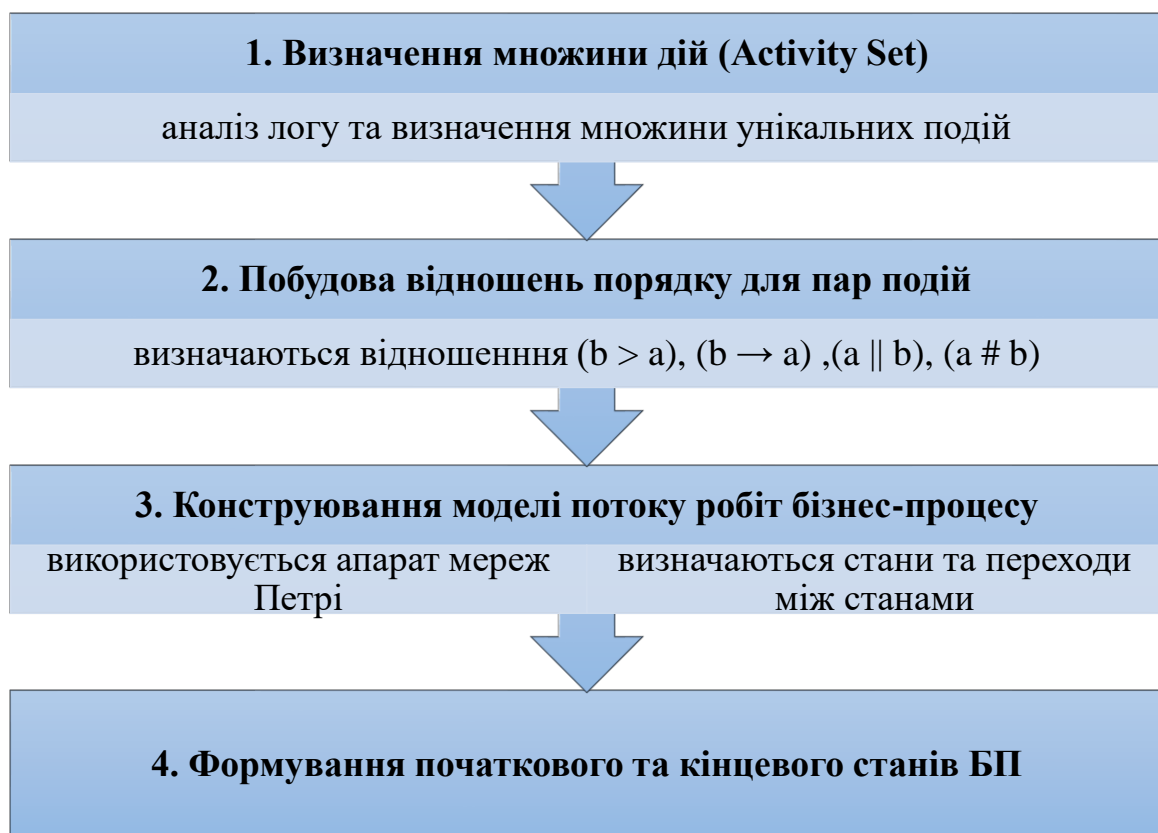 1. Визначення множини дій (Activity Set)
аналіз логу та визначення множини унікальних подій
2. Побудова відношень порядку для пар подій
визначаються відношенння (b > a), (b → a) ,(a || b), (a # b)
3. Конструювання моделі потоку робіт бізнес-процесу
використовується апарат мереж
Петрі
визначаються стани та переходи
між станами
4. Формування початкового та кінцевого станів БП